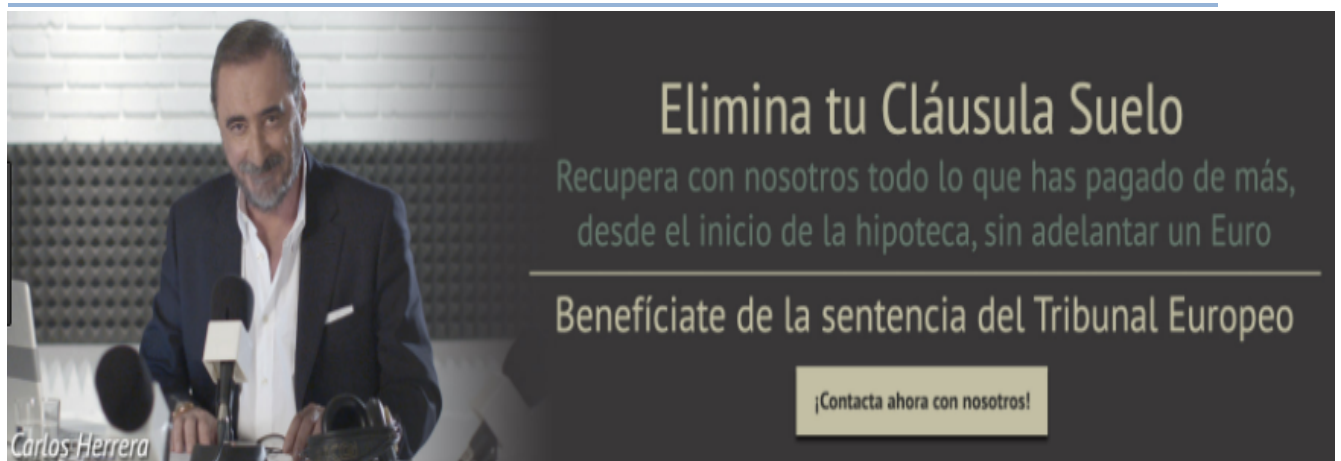 Elimina tu Cláusula Suelo
Recupera con nosotros todo lo que has pagado de más,
desde el inicio de la hipoteca, sin adelantar un Euro
Benefíciate de la sentencia del Tribunal Europeo
¡Contacta ahora con nosotros!
Carlos Herrera